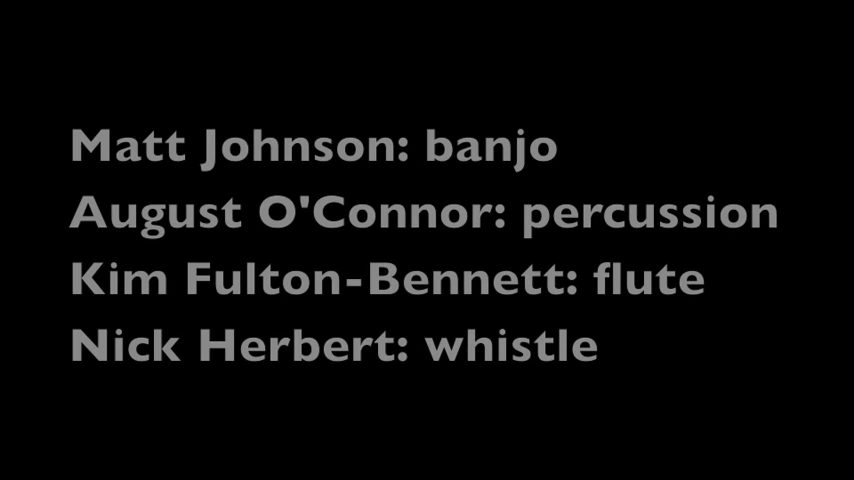 Matt Johnson: banjo
August O'Connor: percussion
Kim Fulton-Bennett: flute
Nick Herbert: whistle